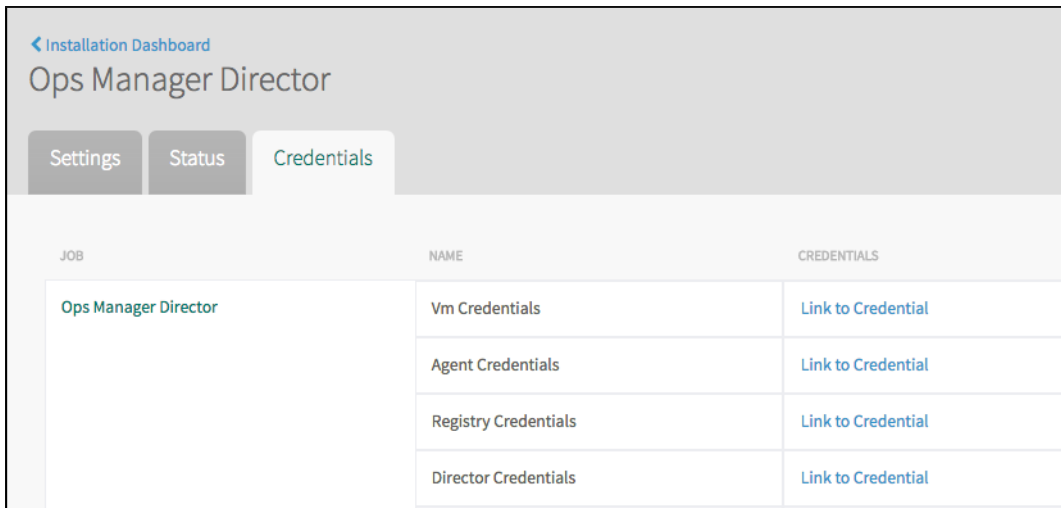 Installation Dashboard
Ops Manager Director
Settings Status Credentials
JOB NAME CREDENTIALS
Ops Manager Director Vm Credentials Link to Credential
Agent Credentials Link to Credential
Registry Credentials Link to Credential
Director Credentials Link to Credential